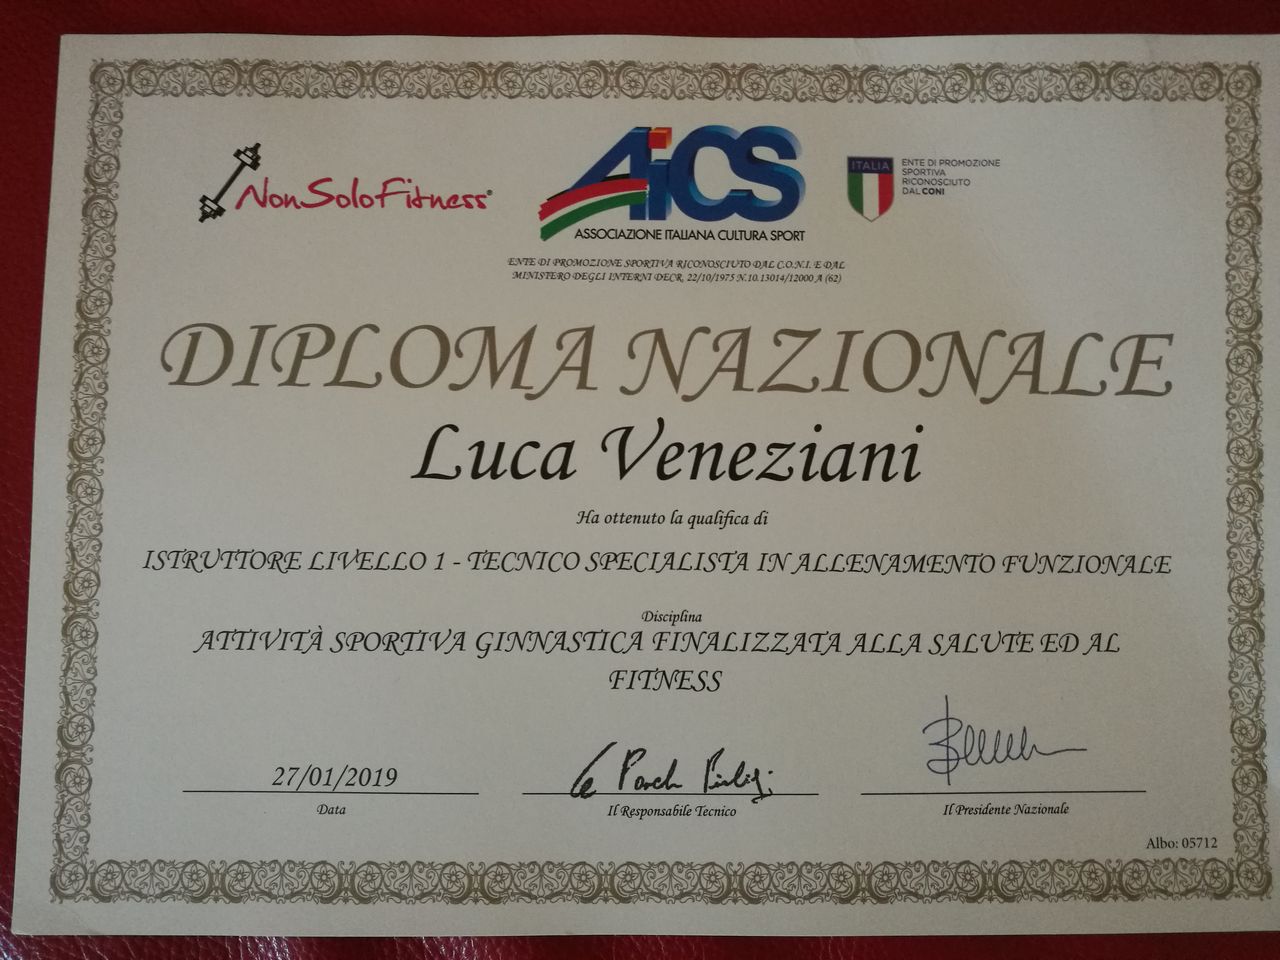 NonSoloFitness®
AiCS
ASSOCIAZIONE ITALIANA CULTURA SPORT
ITALIA
ENTE DI PROMOZIONE
SPORTIVA
RICONOSCIUTO
DAL CONI
ENTE DI PROMOZIONE SPORTIVA RICONOSCIUTO DAL C.O.N.I. E DAL
MINISTERO DEGLI INTERNI DECR. 22/10/1975 N.10.13014/12000 A (62)
DIPLOMA NAZIONALE
Luca Veneziani
Ha ottenuto la qualifica di
ISTRUTTORE LIVELLO 1 - TECNICO SPECIALISTA IN ALLENAMENTO FUNZIONALE
Disciplina
ATTIVITÀ SPORTIVA GINNASTICA FINALIZZATA ALLA SALUTE ED AL
FITNESS
27/01/2019
Data
Il Responsabile Tecnico
Il Presidente Nazionale
Albo: 05712